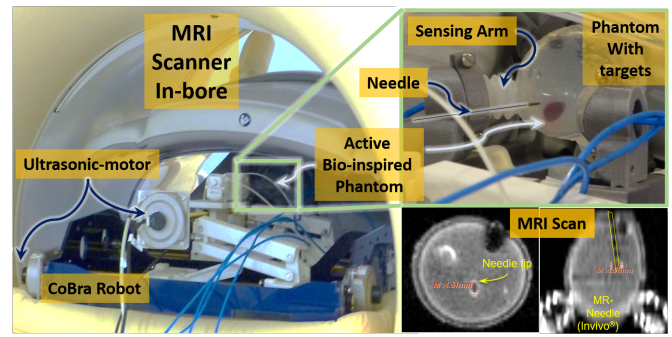 MRI
Scanner
In-bore
Ultrasonic-motor
CoBra Robot
Active
Bio-inspired
Phantom
Sensing Arm
Needle
Phantom
With
targets
MRI Scan
Needle tip
MR-
Needle
(Invivo®)